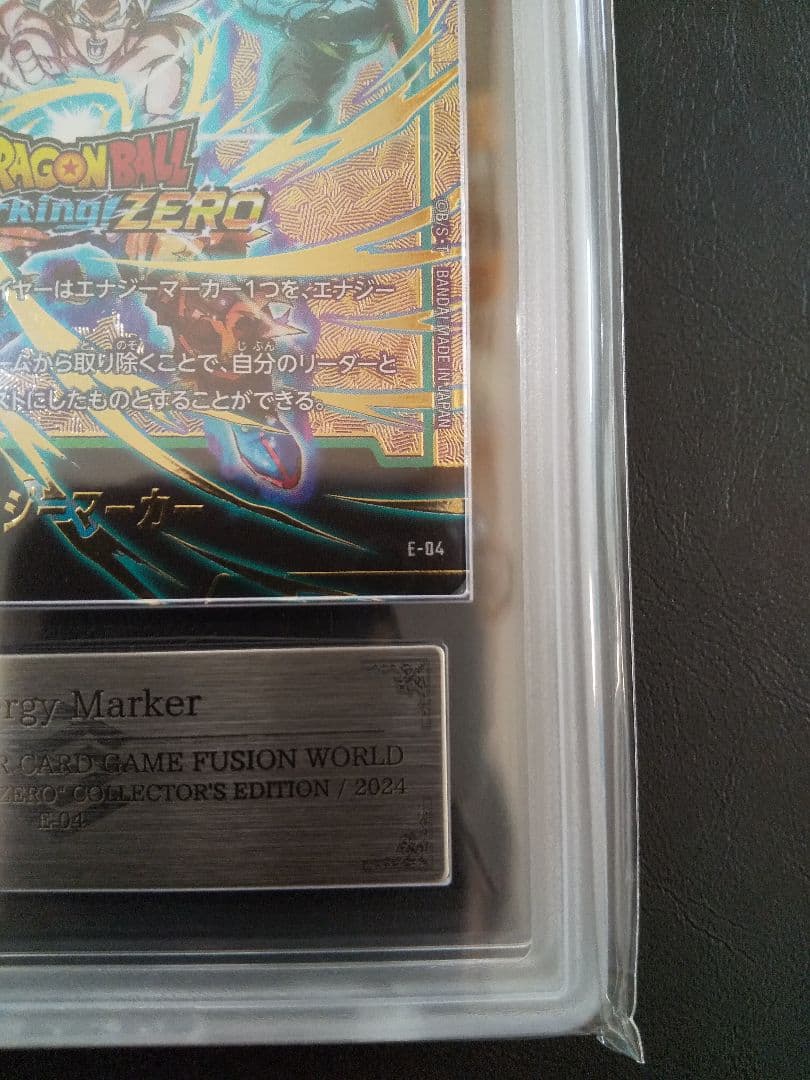 RAGON BALL
rking! ZERO
イヤーはエナジーマーカー1つを、エナジー
ームから取り除くことで、自分のリーダーと
ストにしたものとすることができる。
ジーマーカー
E-04
©B/S・T BANDAI MADE IN JAPAN
rgy Marker
R CARD GAME FUSION WORLD
ZERO" COLLECTOR'S EDITION / 2024
E-04